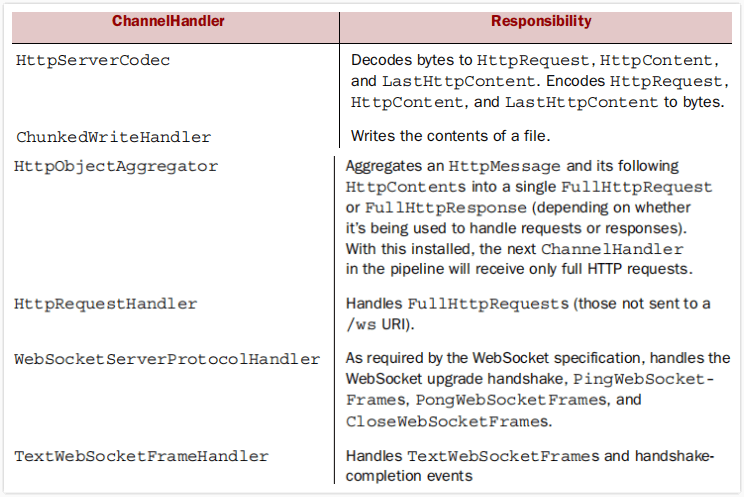 ChannelHandler Responsibility
HttpServerCodec Decodes bytes to HttpRequest, HttpContent,
and LastHttpContent. Encodes HttpRequest,
HttpContent, and LastHttpContent to bytes.
ChunkedWriteHandler Writes the contents of a file.
HttpObjectAggregator Aggregates an HttpMessage and its following
HttpContents into a single FullHttpRequest
or FullHttpResponse (depending on whether
it's being used to handle requests or responses).
With this installed, the next ChannelHandler
in the pipeline will receive only full HTTP requests.
HttpRequestHandler Handles FullHttpRequests (those not sent to a
/ws URI).
WebSocketServerProtocolHandler As required by the WebSocket specification, handles the
WebSocket upgrade handshake, PingWebSocket-
Frames, PongWebSocketFrames, and
CloseWebSocketFrames.
TextWebSocketFrameHandler Handles TextWebSocketFrames and handshake-
completion events